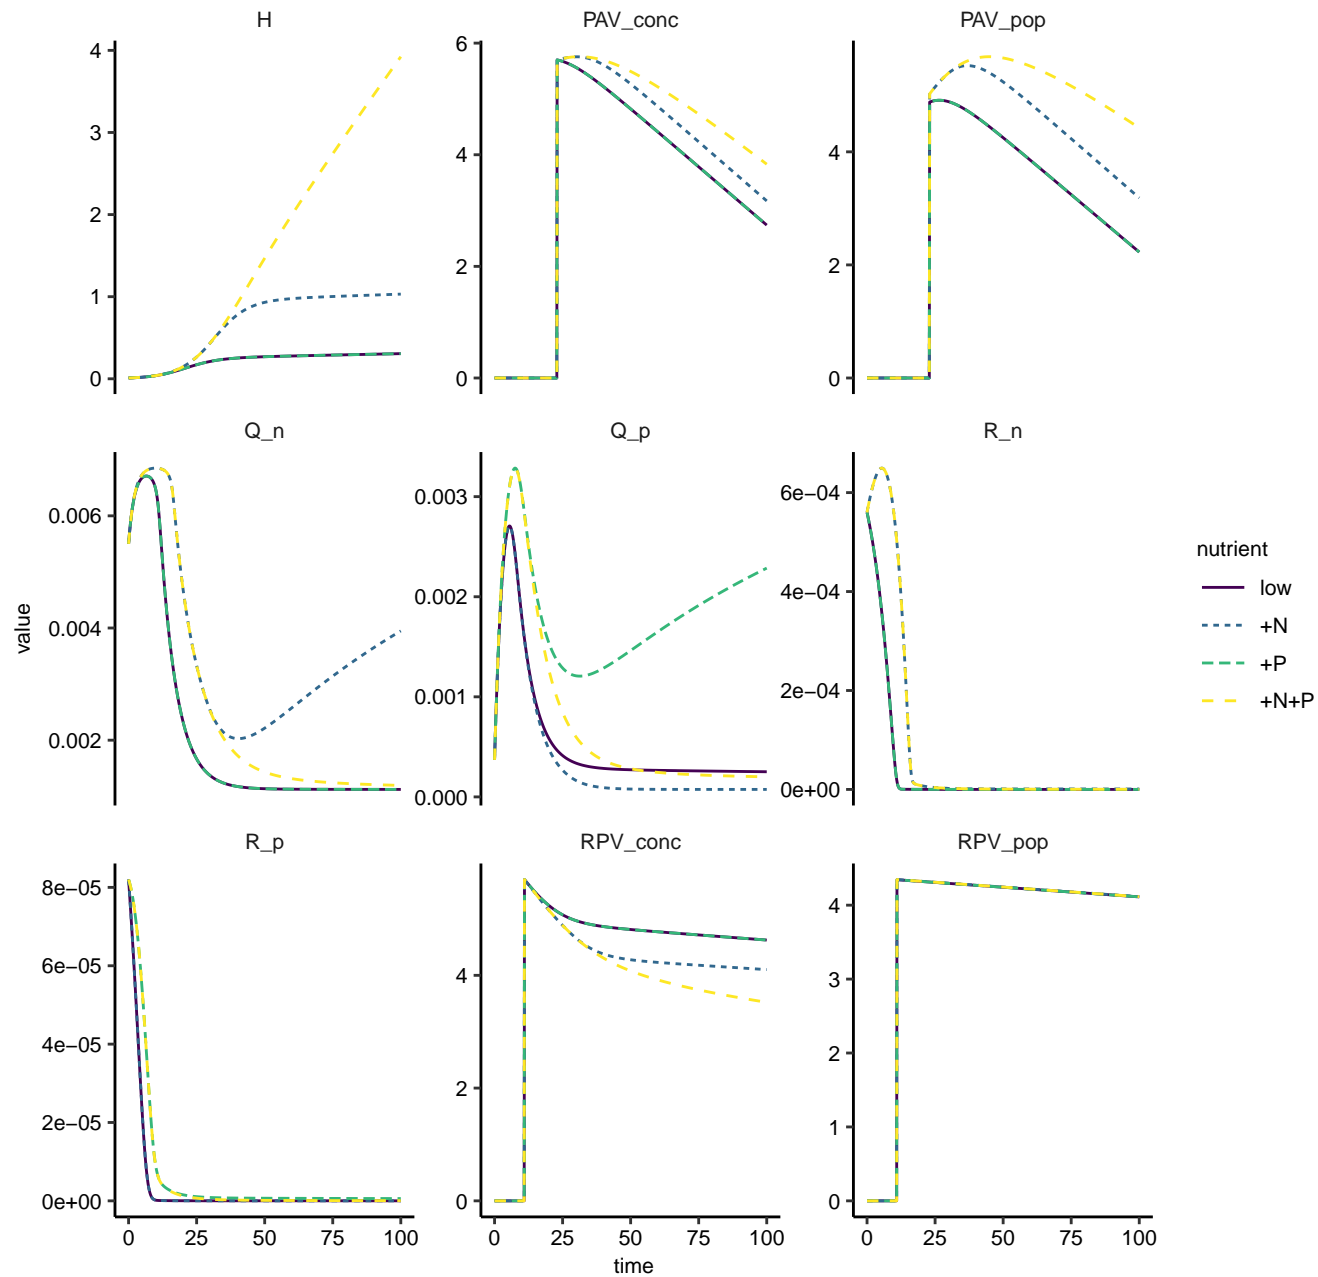 H PAV_conc PAV_pop
4
3
2
1
0
6
4
2
0
4
2
0
Q_n Q_p R_n
0.006
0.004
0.002
0.003
0.002
0.001
0.000
6e−04
4e−04
2e−04
0e+00
R_p RPV_conc RPV_pop
8e−05
6e−05
4e−05
2e−05
0e+00
4
2
0
4
3
2
1
0
0 25 50 75 100
0 25 50 75 100
0 25 50 75 100
time
value
nutrient
low
+N
+P
+N+P